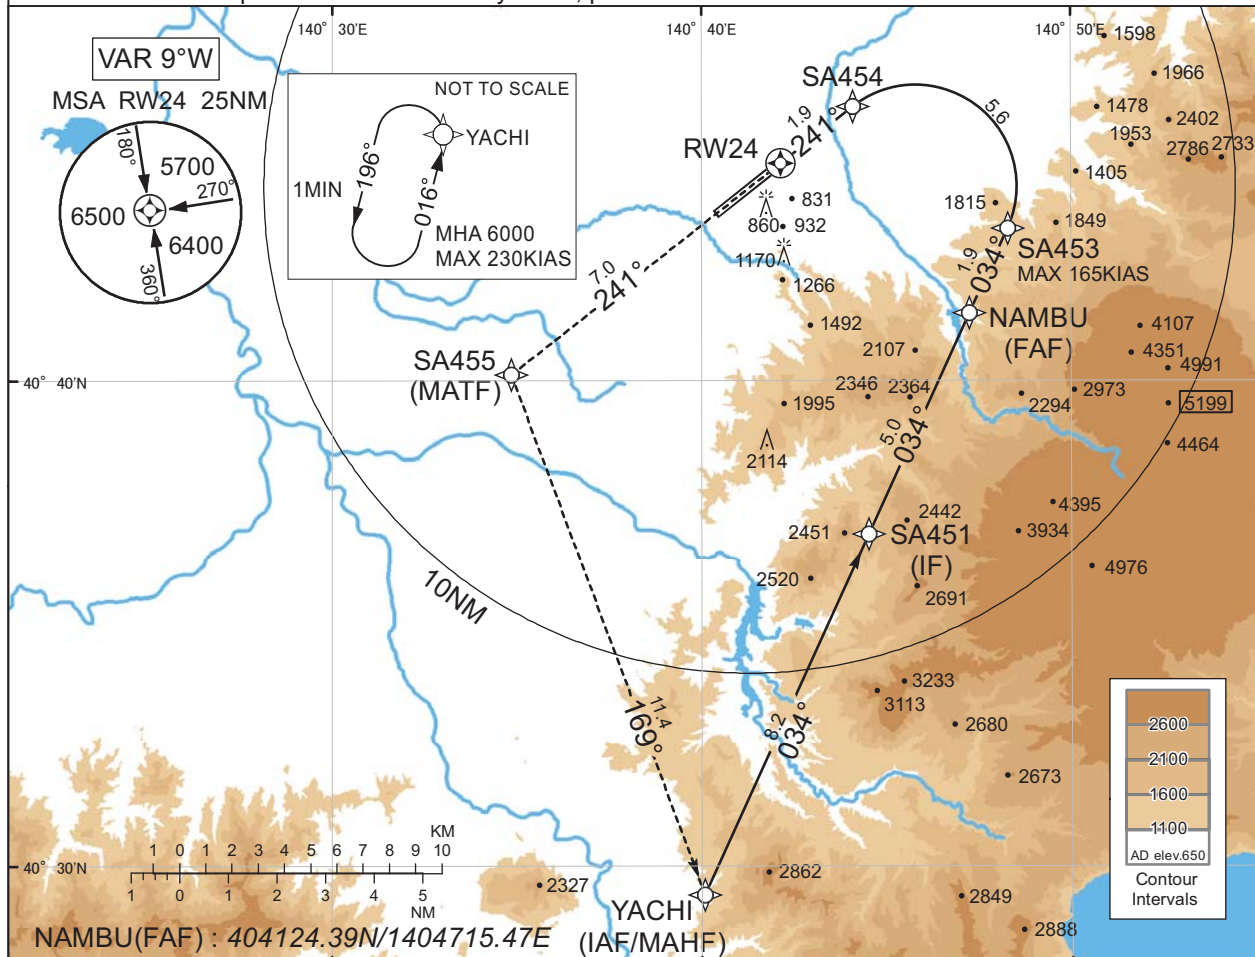 140° 30'E
140° 40'E
140° 50'E
VAR 9°W
MSA RW24 25NM
180°
5700
270°
6500
6400
360°
NOT TO SCALE
YACHI
1MIN
196°
016°
MHA 6000
MAX 230KIAS
SA454
1.9
241°
5.6
RW24
1598
1966
1478
2402
1953
2786
2733
1405
831
860
932
1815
1849
1170
SA453
MAX 165KIAS
1.9
034°
1266
7.0
241°
NAMBU
(FAF)
1492
4107
2107
4351
4991
SA455
(MATF)
40° 40'N
2346
2364
2973
1995
2294
5199
5.0
034°
2114
4464
4395
2442
2451
SA451
(IF)
3934
2520
4976
2691
10NM
3233
3113
11.4
169°
8.2
034°
2680
2673
2600
2100
1600
1100
AD elev.650
Contour
Intervals
KM
1 0 1 2 3 4 5 6 7 8 9 10
1 0 1 2 3 4 5
NM
40° 30'N
2327
2862
2849
YACHI
(IAF/MAHF)
2888
NAMBU(FAF) : 404124.39N/1404715.47E